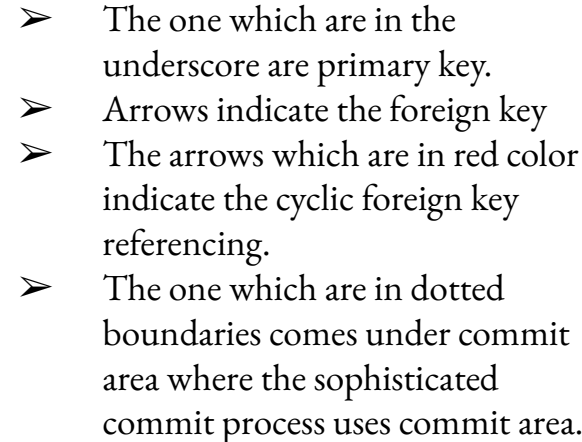 ➢ The one which are in the
underscore are primary key.
➢ Arrows indicate the foreign key
➢ The arrows which are in red color
indicate the cyclic foreign key
referencing.
➢ The one which are in dotted
boundaries comes under commit
area where the sophisticated
commit process uses commit area.